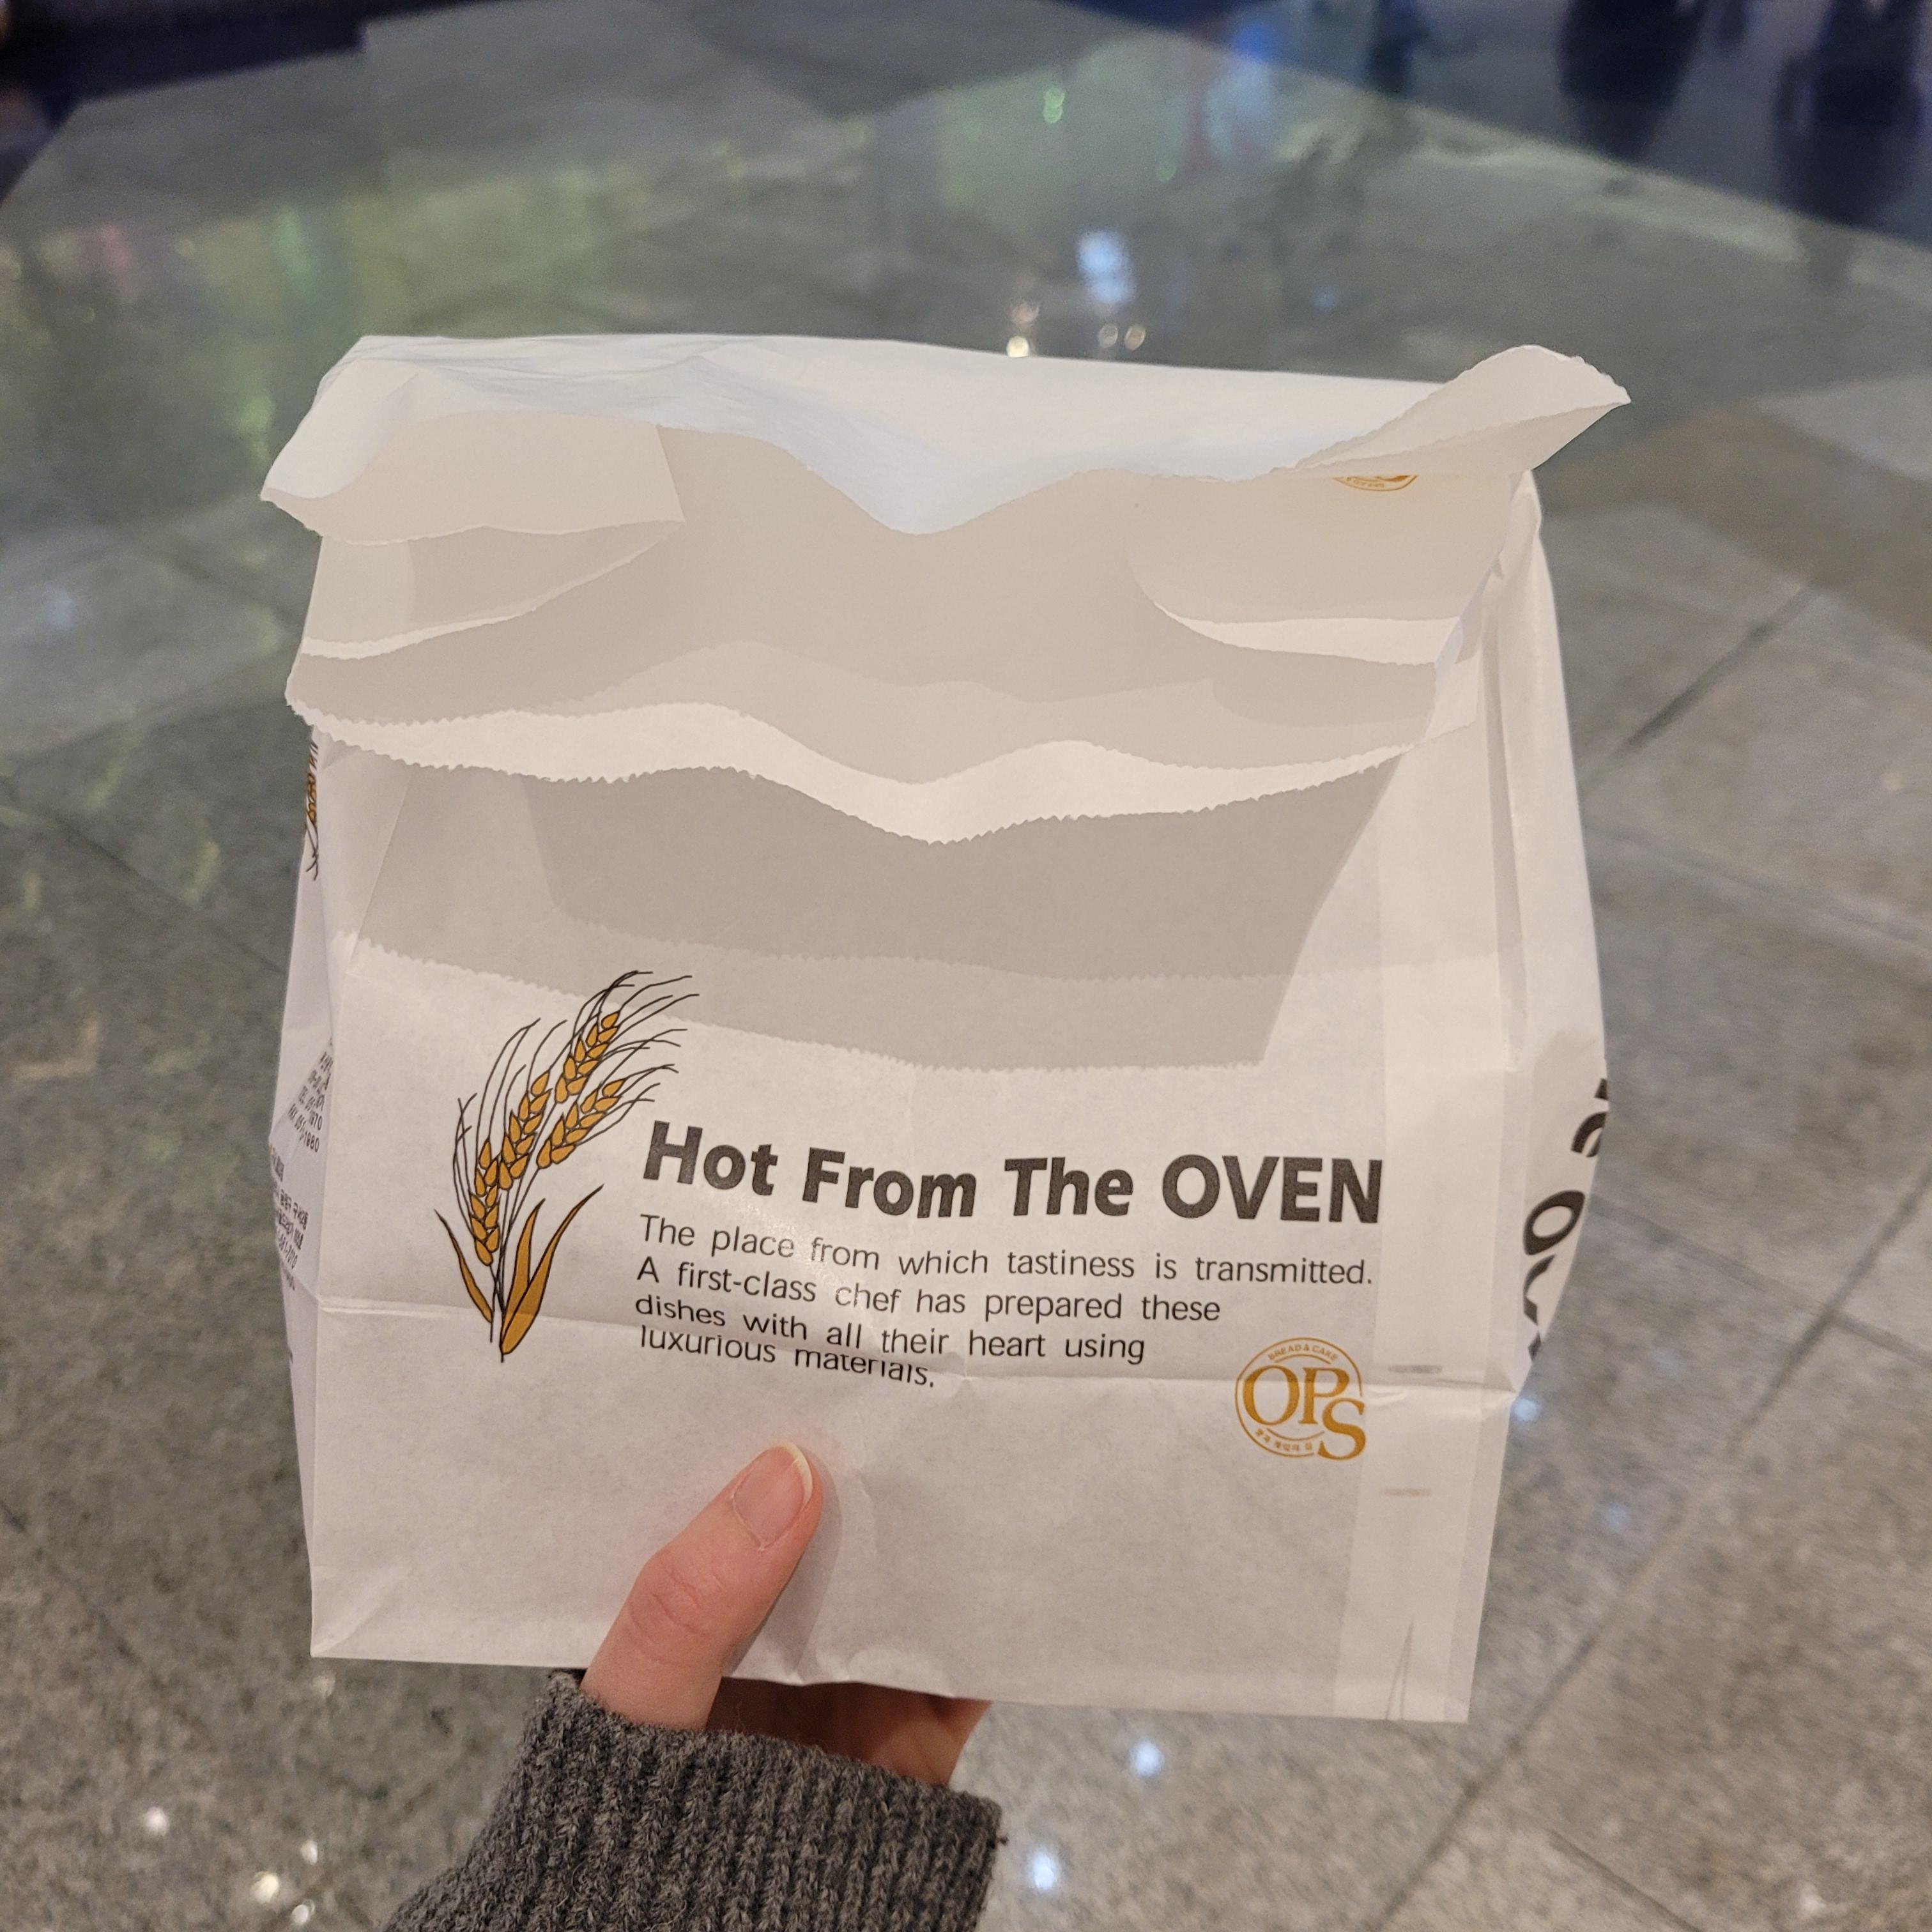 Hot From The OVEN
The place from which tastiness is transmitted.
A first-class chef has prepared these
dishes with all their heart using
luxurious materials.
BREAD & CAKE
OPS